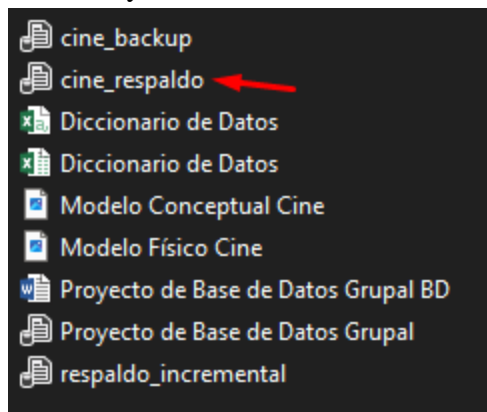 cine_backup
cine_respaldo
Diccionario de Datos
Diccionario de Datos
Modelo Conceptual Cine
Modelo Físico Cine
Proyecto de Base de Datos Grupal BD
Proyecto de Base de Datos Grupal
respaldo_incremental